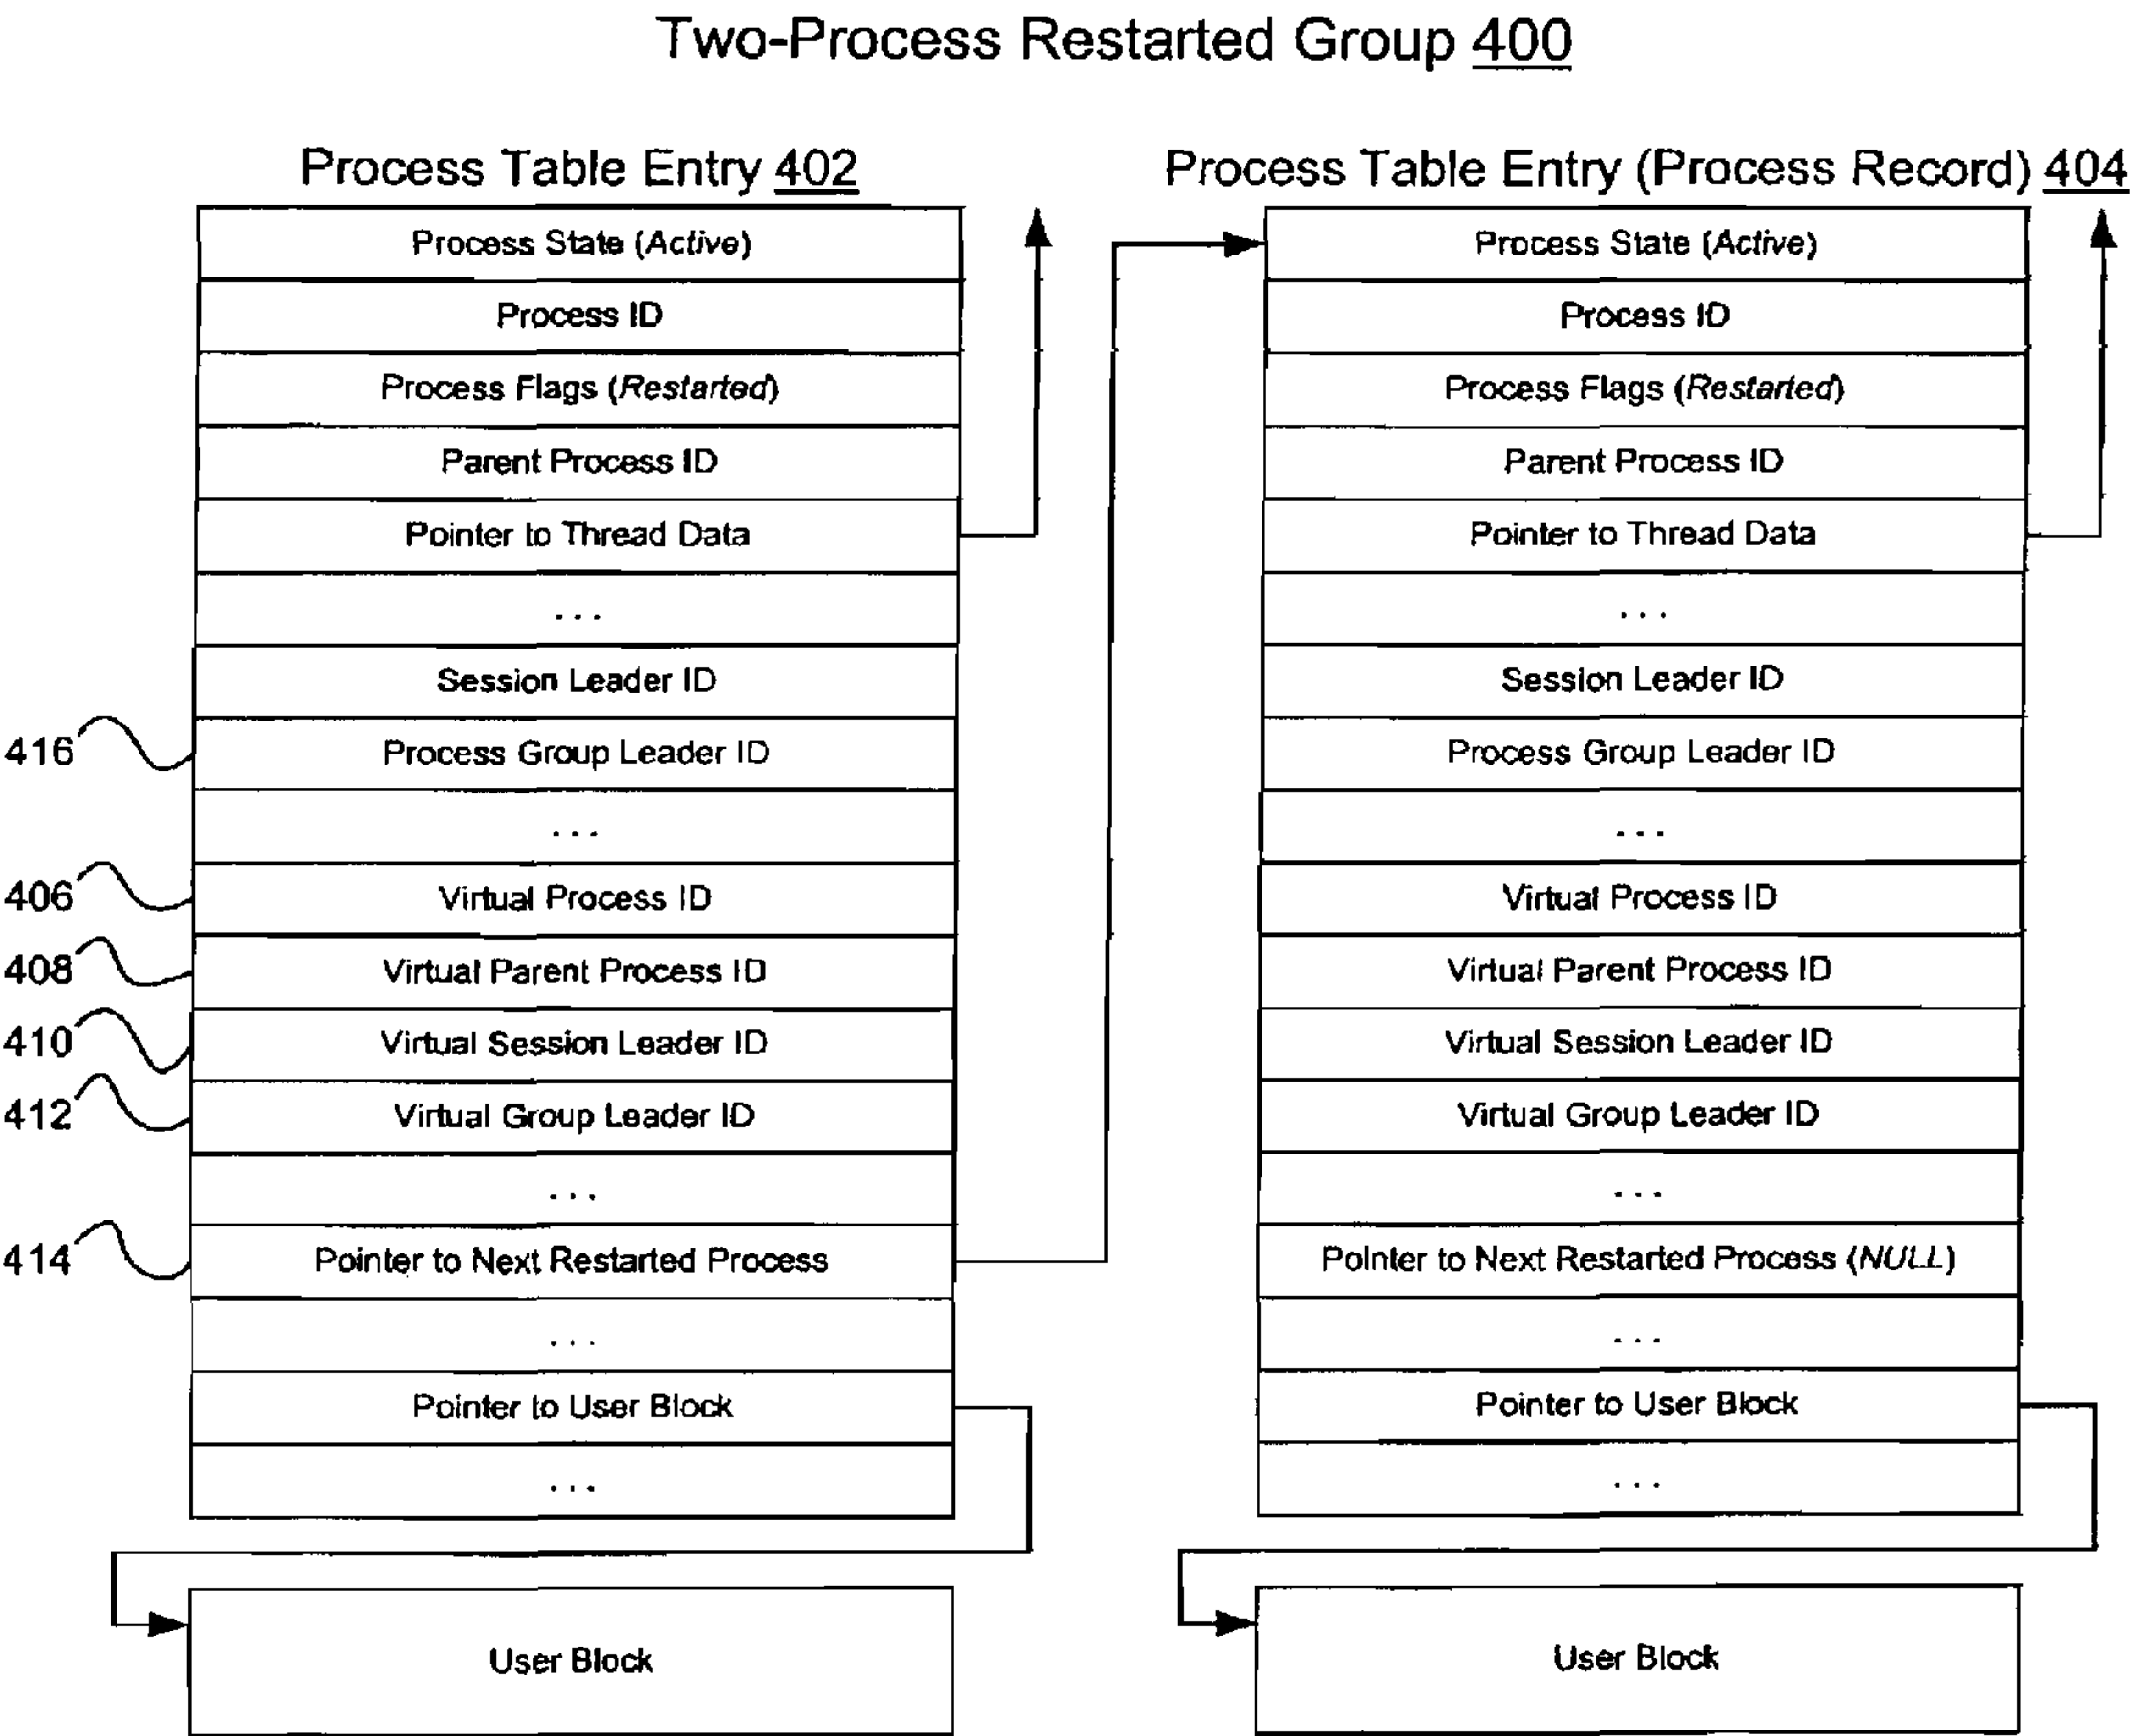 Two-Process Restarted Group 400
Process Table Entry 402
Process State (Active)
Process ID
Process Flags (Restarted)
Parent Process ID
Pointer to Thread Data
...
Session Leader ID
416
Process Group Leader ID
...
406
Virtual Process ID
408
Virtual Parent Process ID
410
Virtual Session Leader ID
412
Virtual Group Leader ID
...
414
Pointer to Next Restarted Process
...
Pointer to User Block
...
User Block
Process Table Entry (Process Record) 404
Process State (Active)
Process ID
Process Flags (Restarted)
Parent Process ID
Pointer to Thread Data
...
Session Leader ID
Process Group Leader ID
...
Virtual Process ID
Virtual Parent Process ID
Virtual Session Leader ID
Virtual Group Leader ID
...
Pointer to Next Restarted Process (NULL)
...
Pointer to User Block
...
User Block